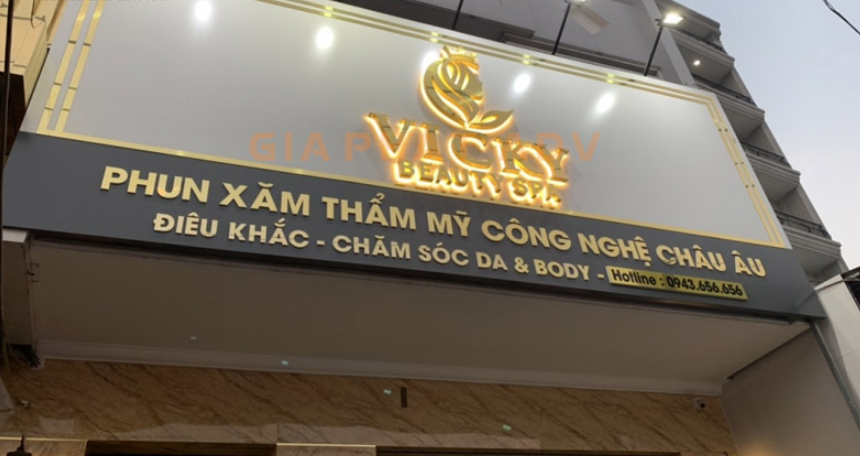 VICKY
BEAUTY SPA
PHUN XĂM THẨM MỸ CÔNG NGHỆ CHÂU ÂU
ĐIÊU KHẮC - CHĂM SÓC DA & BODY - Hotline : 0943.656.656